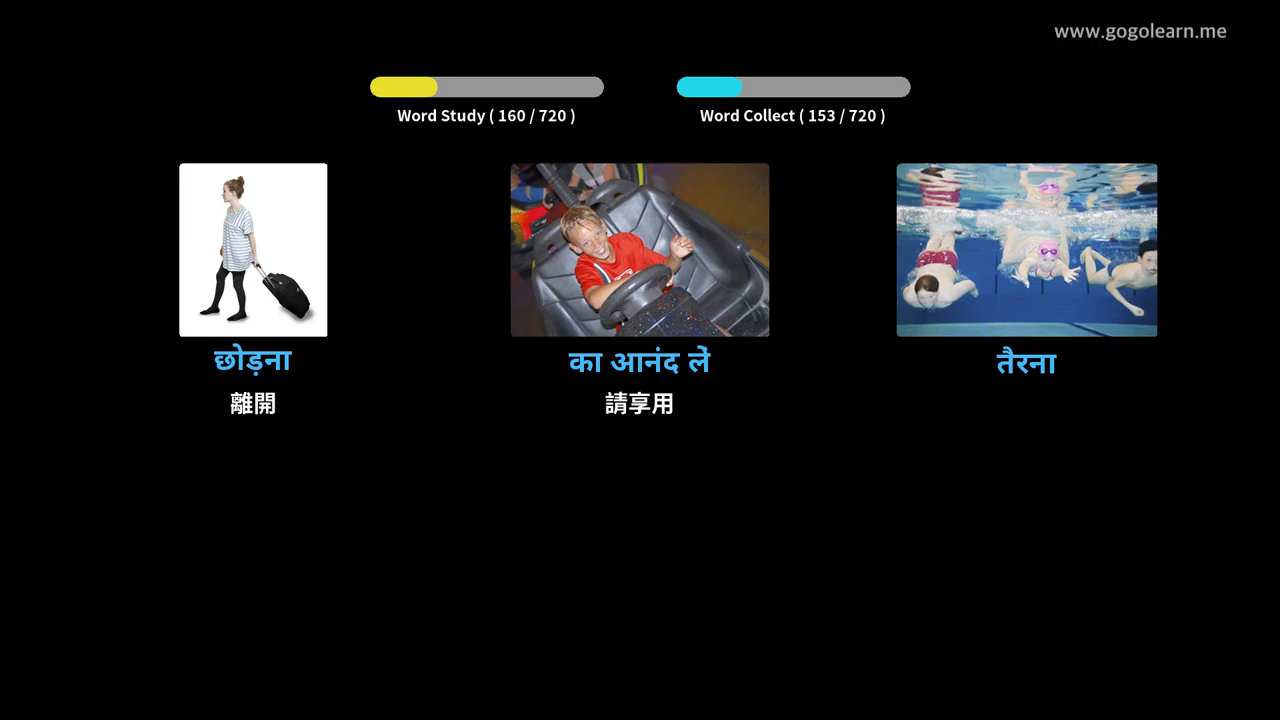 www.gogolearn.me
Word Study ( 160 / 720 )
Word Collect ( 153 / 720 )
छोड़ना
का आनंद लें
तैरना
離開
請享用